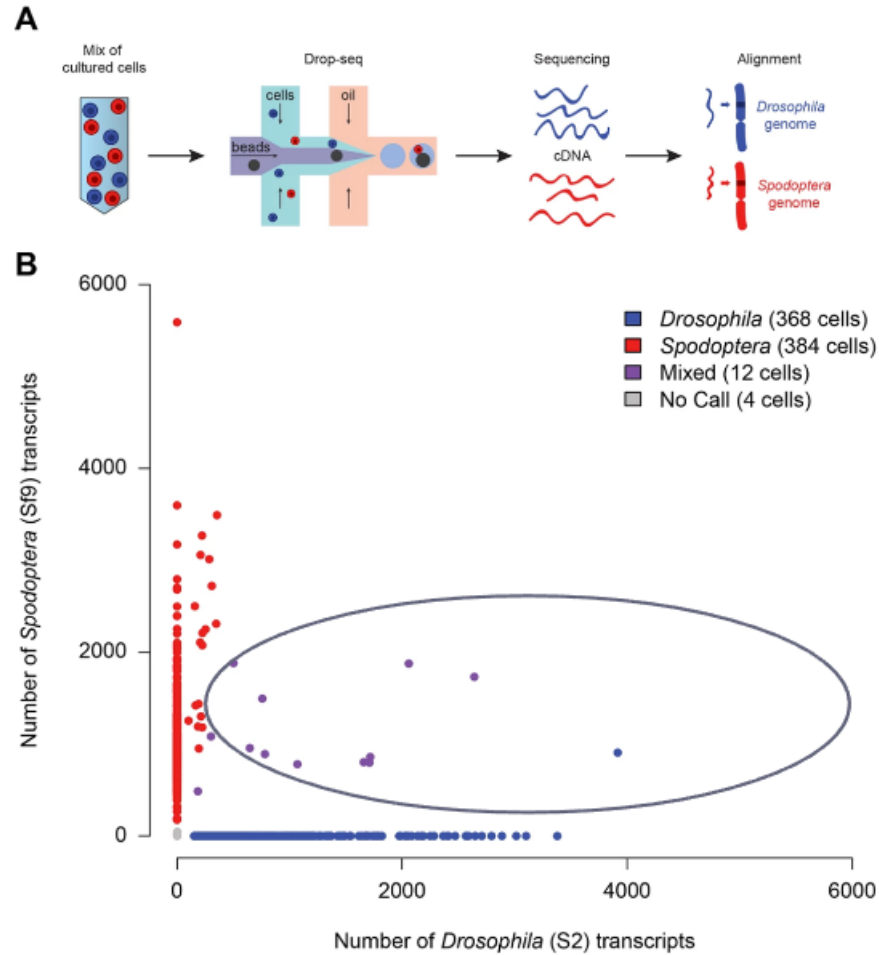 A
Mix of
cultured cells
Drop-seq
Sequencing
Alignment
cells
oil
beads
cDNA
Drosophila
genome
Spodoptera
genome
B
Number of Spodoptera (Sf9) transcripts
6000
4000
2000
0
Drosophila (368 cells)
Spodoptera (384 cells)
Mixed (12 cells)
No Call (4 cells)
0
2000
4000
6000
Number of Drosophila (S2) transcripts